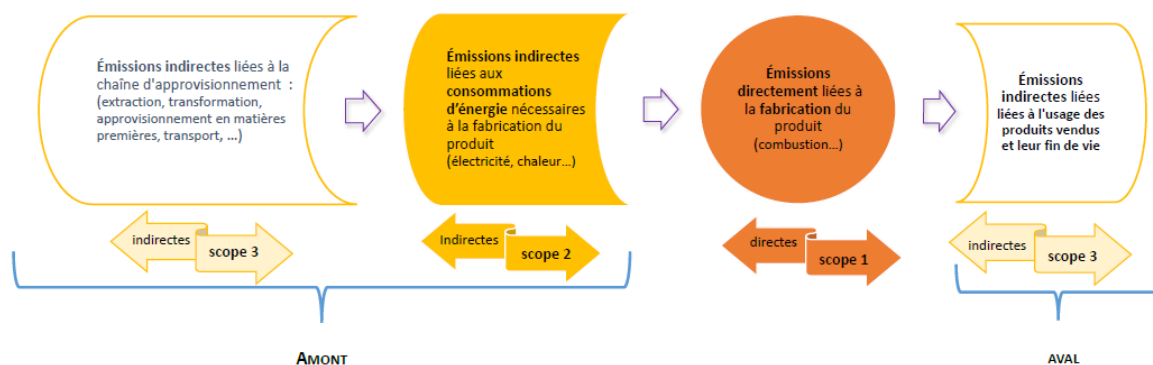 Émissions indirectes liées à la
chaîne d'approvisionnement :
(extraction, transformation,
approvisionnement en matières
premières, transport, ...)
Émissions indirectes
liées aux
consommations
d'énergie nécessaires
à la fabrication du
produit
(électricité, chaleur...)
Émissions
directement liées à
la fabrication du
produit
(combustion...)
Émissions
indirectes liées
liées à l'usage des
produits vendus
et leur fin de vie
indirectes
scope 3
Indirectes
scope 2
directes
scope 1
indirectes
scope 3
AMONT
AVAL